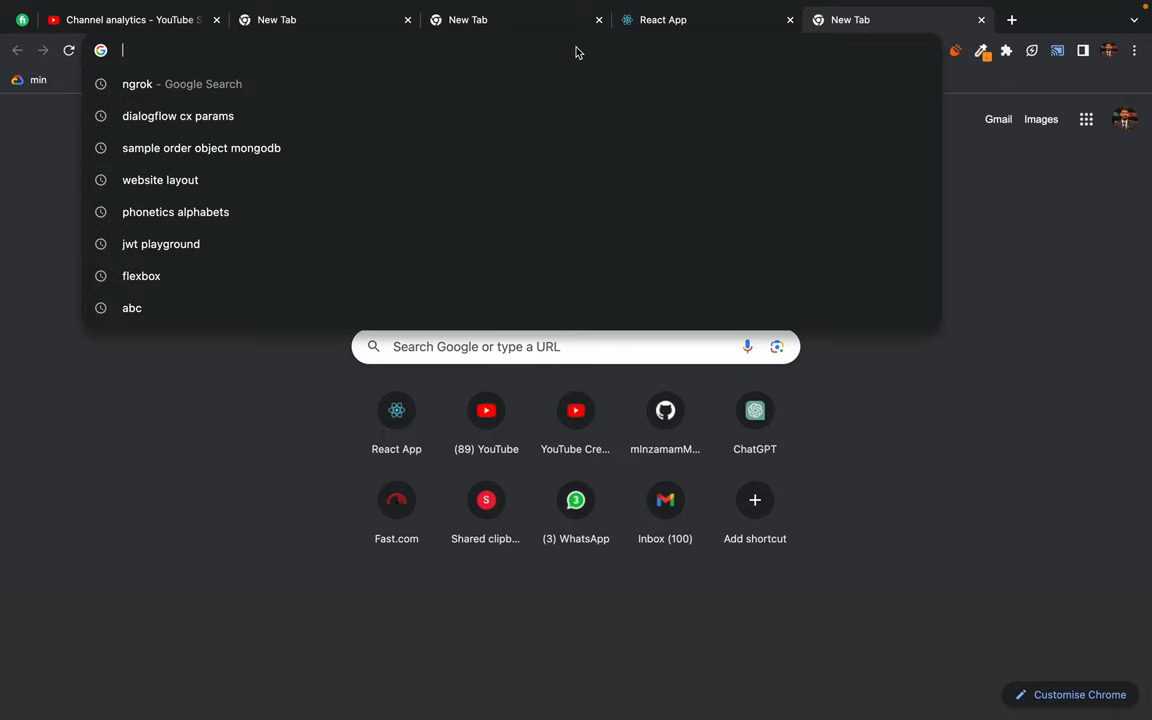 Channel analytics - YouTube S
New Tab
New Tab
React App
New Tab
min
ngrok - Google Search
dialogflow cx params
sample order object mongodb
website layout
phonetics alphabets
jwt playground
flexbox
abc
Gmail
Images
Search Google or type a URL
React App
(89) YouTube
YouTube Cre...
mInzamamM...
ChatGPT
Fast.com
S
Shared clipb...
3
(3) WhatsApp
Inbox (100)
Add shortcut
Customise Chrome